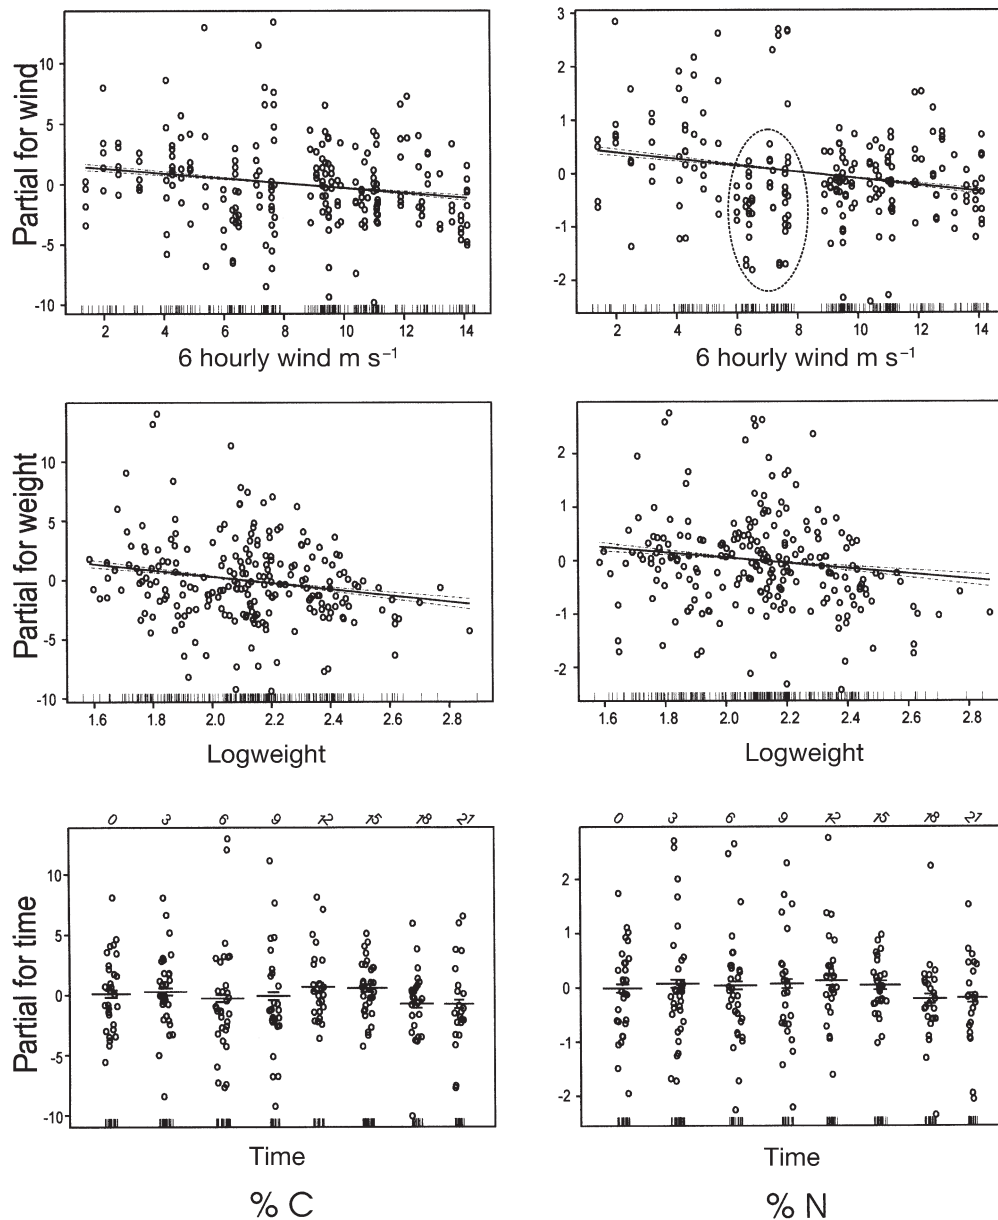 Partial for wind
10
5
0
-5
-10
2 4 6 8 10 12 14
6 hourly wind m s⁻¹
3
2
1
0
-1
-2
2 4 6 8 10 12 14
6 hourly wind m s⁻¹
Partial for weight
10
5
0
-5
-10
1.6 1.8 2.0 2.2 2.4 2.6 2.8
Logweight
2
1
0
-1
-2
1.6 1.8 2.0 2.2 2.4 2.6 2.8
Logweight
0 3 6 9 12 15 18 21
Partial for time
10
5
0
-5
-10
Time
% C
0 3 6 9 12 15 18 21
2
1
0
-1
-2
Time
% N